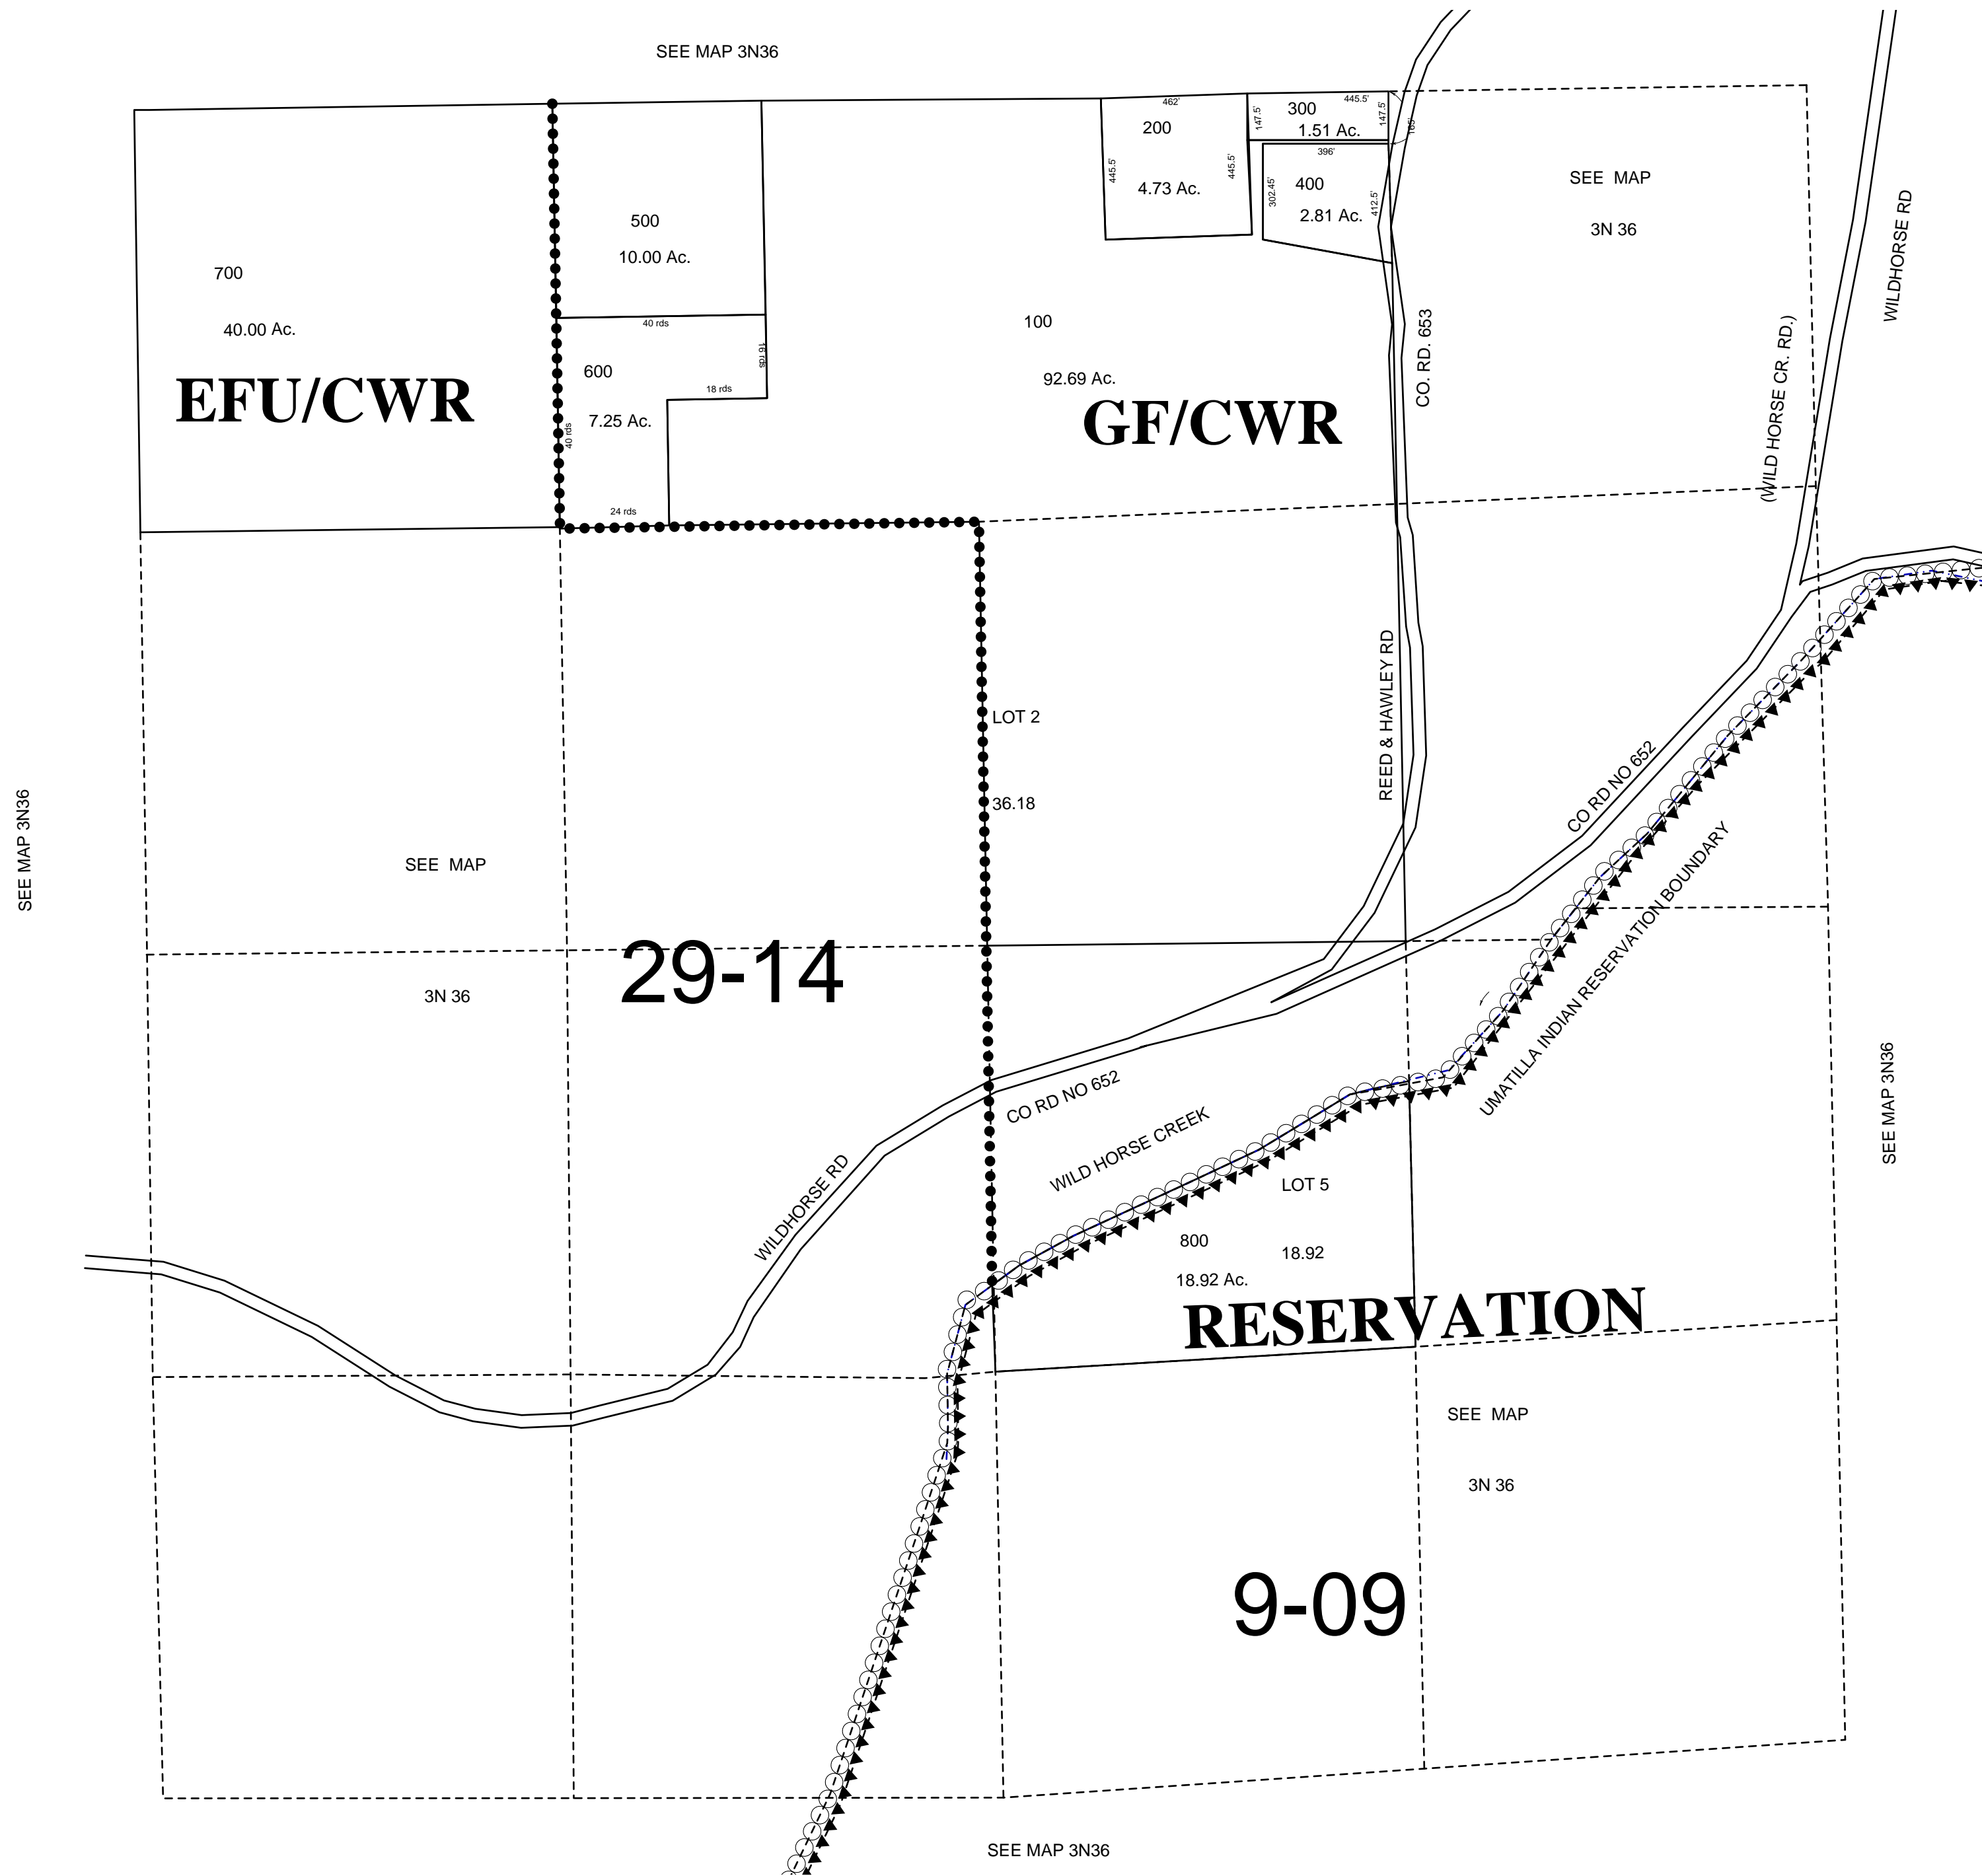 SEE MAP 3N36
462'
445.5'
300
147.5'
147.5'
165'
200
1.51 Ac.
396'
445.5'
445.5'
4.73 Ac.
400
302.45'
412.5'
2.81 Ac.
SEE MAP
3N 36
WILDHORSE RD
500
10.00 Ac.
700
40.00 Ac.
40 rds
16 rds
100
92.69 Ac.
CO. RD. 653
(WILD HORSE CR. RD.)
600
18 rds
7.25 Ac.
40 rds
24 rds
EFU/CWR
GF/CWR
LOT 2
36.18
REED & HAWLEY RD
CO RD NO 652
SEE MAP 3N36
SEE MAP
3N 36
29-14
UMATILLA INDIAN RESERVATION BOUNDARY
CO RD NO 652
WILD HORSE CREEK
WILDHORSE RD
LOT 5
800
18.92
18.92 Ac.
RESERVATION
SEE MAP 3N36
SEE MAP
3N 36
9-09
SEE MAP 3N36